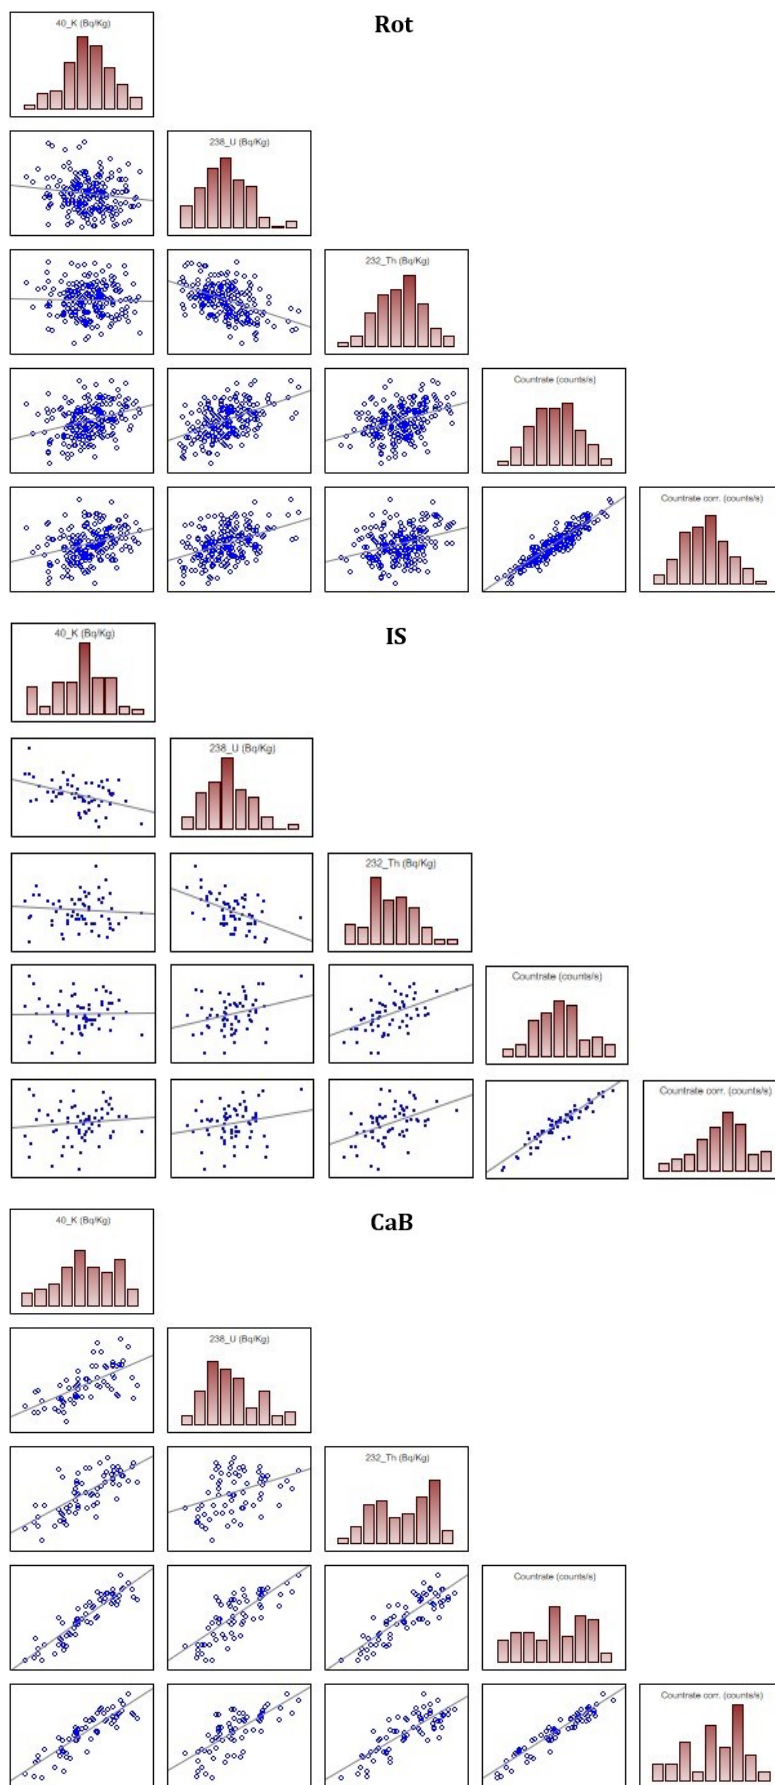 Rot
40_K (Bq/Kg)
238_U (Bq/Kg)
232_Th (Bq/Kg)
Countrate (counts/s)
Countrate corr. (counts/s)
IS
40_K (Bq/Kg)
238_U (Bq/Kg)
232_Th (Bq/Kg)
Countrate (counts/s)
Countrate corr. (counts/s)
CaB
40_K (Bq/Kg)
238_U (Bq/Kg)
232_Th (Bq/Kg)
Countrate (counts/s)
Countrate corr. (counts/s)